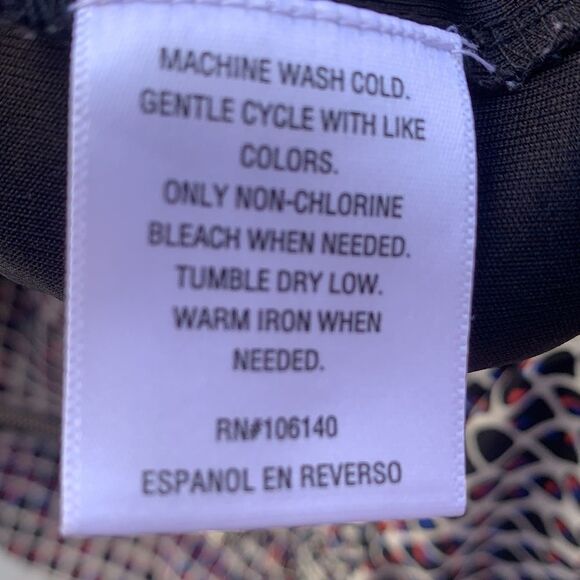 MACHINE WASH COLD.
GENTLE CYCLE WITH LIKE
COLORS.
ONLY NON-CHLORINE
BLEACH WHEN NEEDED.
TUMBLE DRY LOW.
WARM IRON WHEN
NEEDED.
RN#106140
ESPANOL EN REVERSO